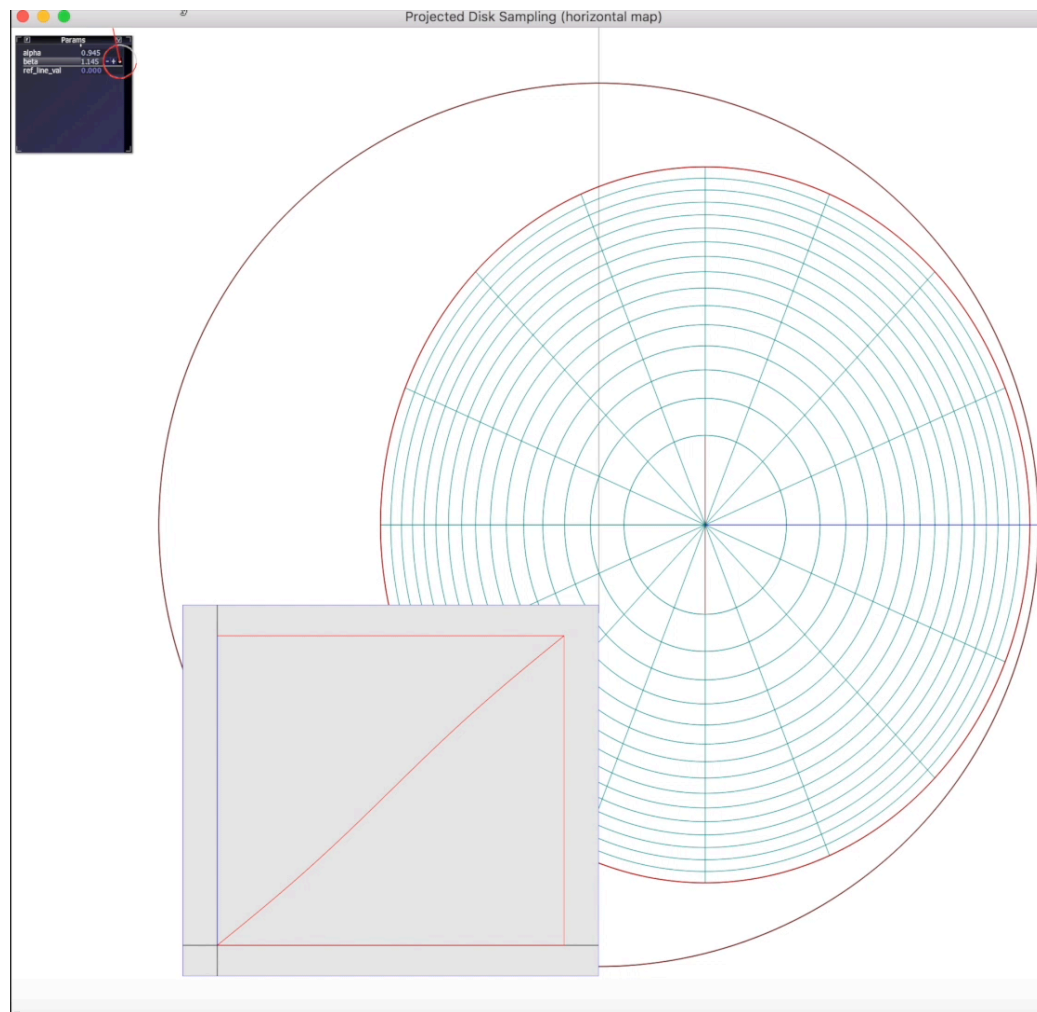 Projected Disk Sampling (horizontal map)
Params
alpha 0.945
beta 1.145 - + •
ref_line_val 0.000